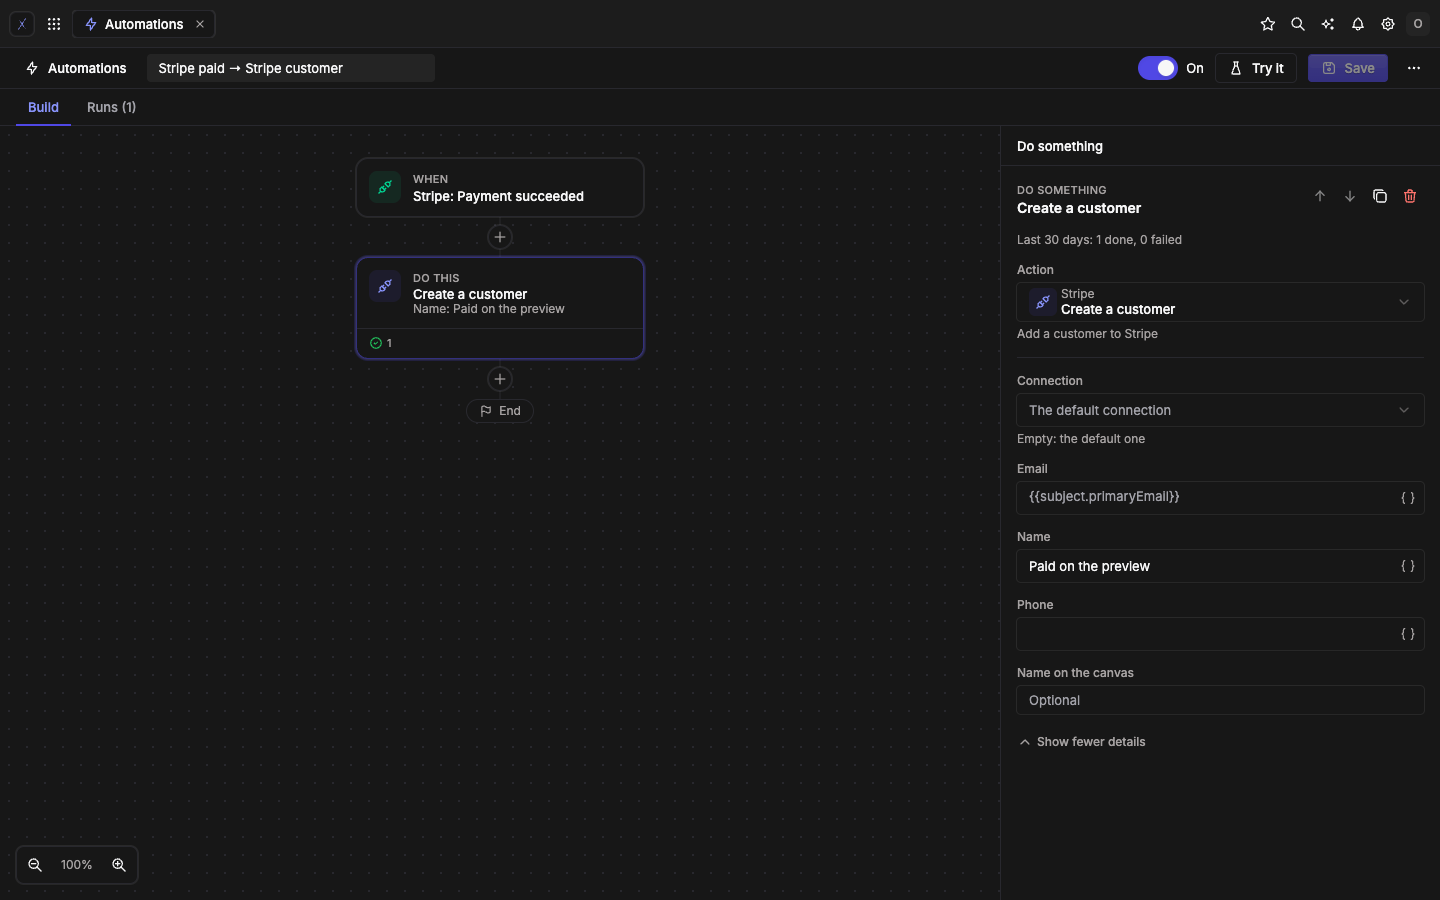 Automations
O
Automations
Stripe paid → Stripe customer
On
Try it
Save
Build
Runs (1)
Do something
WHEN
Stripe: Payment succeeded
DO THIS
Create a customer
Name: Paid on the preview
1
End
DO SOMETHING
Create a customer
Last 30 days: 1 done, 0 failed
Action
Stripe
Create a customer
Add a customer to Stripe
Connection
The default connection
Empty: the default one
Email
{{subject.primaryEmail}}
{ }
Name
Paid on the preview
{ }
Phone
{ }
Name on the canvas
Optional
Show fewer details
100%